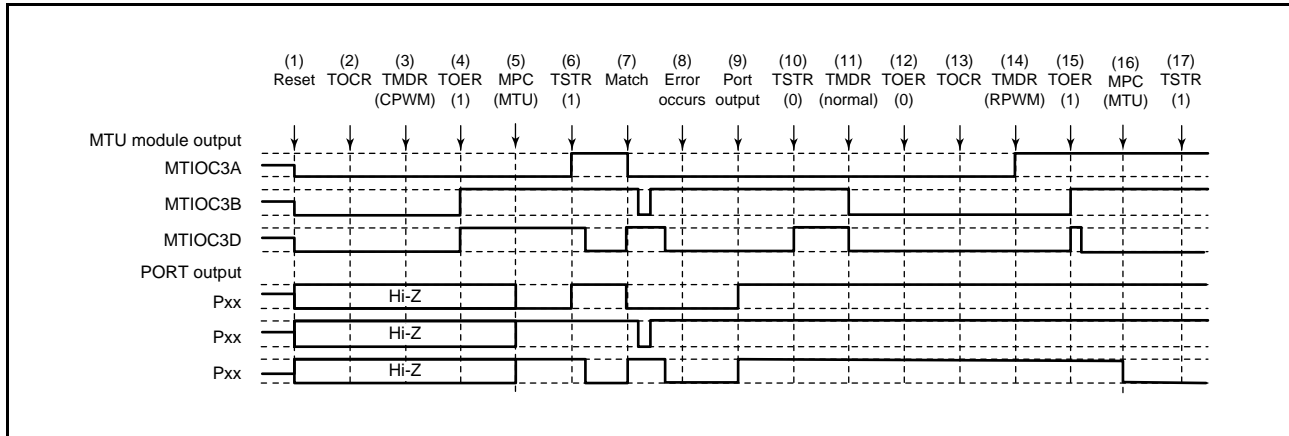 (1) (2) (3) (4) (5) (6) (7) (8) (9) (10) (11) (12) (13) (14) (15) (16) (17)
Reset TOCR TMDR TOER MPC TSTR Match Error Port TSTR TMDR TOER TOCR TMDR TOER MPC TSTR
(CPWM) (1) (MTU) (1) occurs output (0) (normal) (0) (RPWM) (1) (MTU) (1)
MTU module output
MTIOC3A
MTIOC3B
MTIOC3D
PORT output
Pxx Hi-Z
Pxx Hi-Z
Pxx Hi-Z